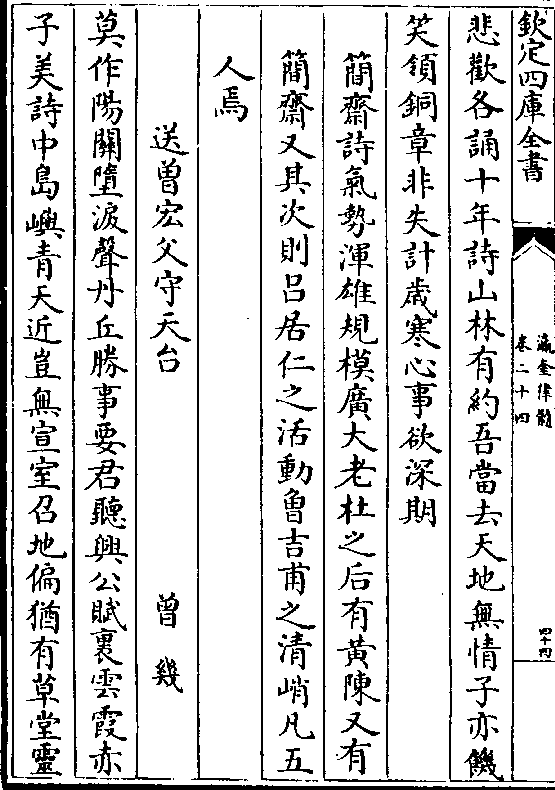 欽定四庫全書
瀛奎律髓
卷二十四
四十四
悲歡各誦十年詩山林有約吾當去天地無情子亦饑
笑領銅章非失計歲寒心事欲深期
簡齋詩氣勢渾雄規模廣大老杜之后有黃陳又有
簡齋又其次則吕居仁之活動曾吉甫之清峭凡五
人焉
送曾宏父守天台 曾幾
莫作陽關墮淚聲丹丘勝事要君聽興公賦裏雲霞赤
子美詩中島嶼青天近豈無宣室召地偏猶有草堂靈